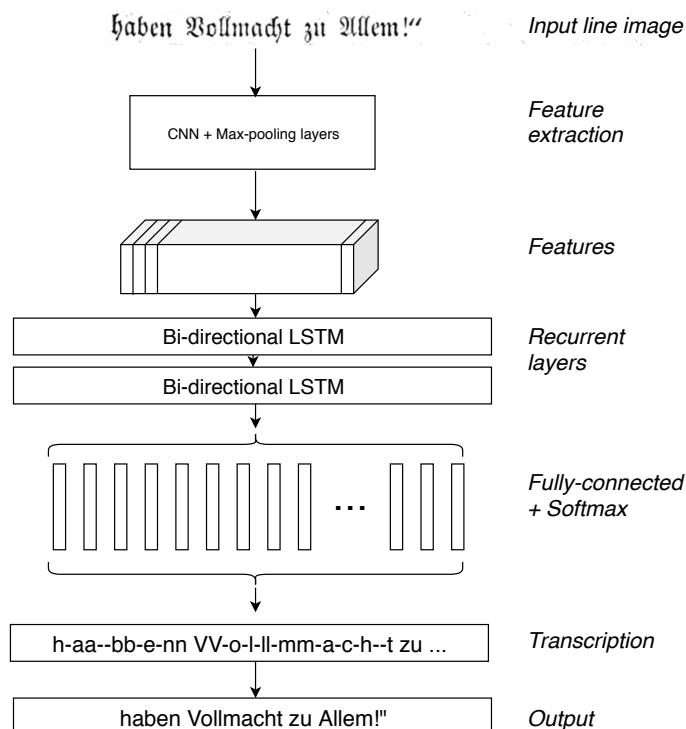 haben Vollmacht zu Allem!“
Input line image
CNN + Max-pooling layers
Feature
extraction
Features
Bi-directional LSTM
Bi-directional LSTM
Recurrent
layers
...
Fully-connected
+ Softmax
h-aa--bb-e-nn VV-o-l-ll-mm-a-c-h--t zu ...
Transcription
haben Vollmacht zu Allem!"
Output